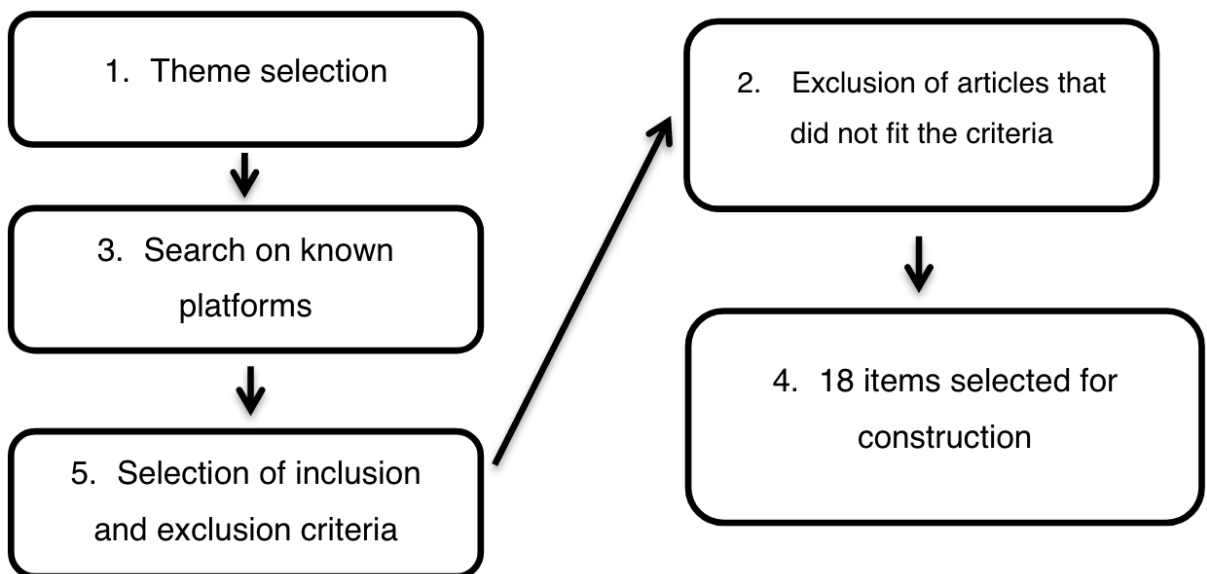 1. Theme selection
3. Search on known
platforms
5. Selection of inclusion
and exclusion criteria
2. Exclusion of articles that
did not fit the criteria
4. 18 items selected for
construction